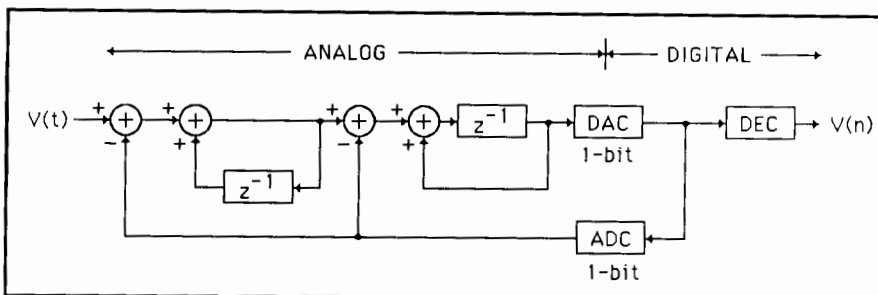 ANALOG DIGITAL
V(t) + − + + + + + − + + + z⁻¹ DAC DEC V(n)
1-bit
z⁻¹
ADC
1-bit